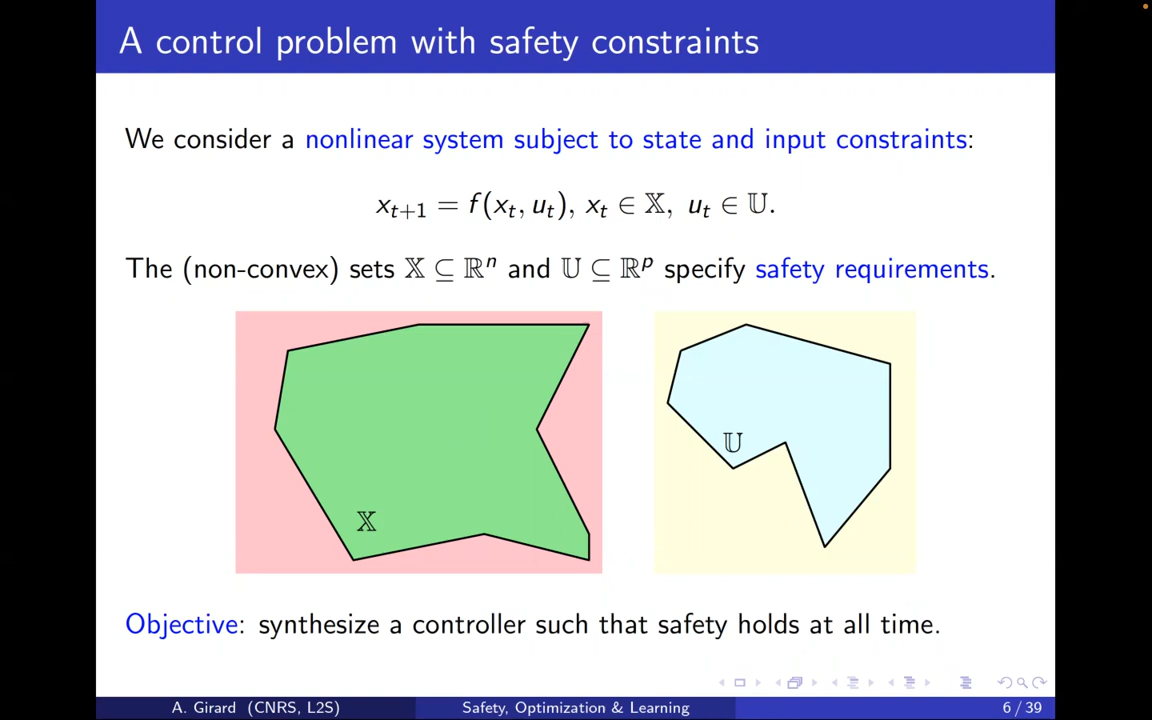 A control problem with safety constraints
We consider a nonlinear system subject to state and input constraints:
xₜ₊₁ = f(xₜ, uₜ), xₜ ∈ 𝕏, uₜ ∈ 𝕌.
The (non-convex) sets 𝕏 ⊆ ℝⁿ and 𝕌 ⊆ ℝᵖ specify safety requirements.
𝕌
𝕏
Objective: synthesize a controller such that safety holds at all time.
A. Girard (CNRS, L2S) Safety, Optimization & Learning 6 / 39